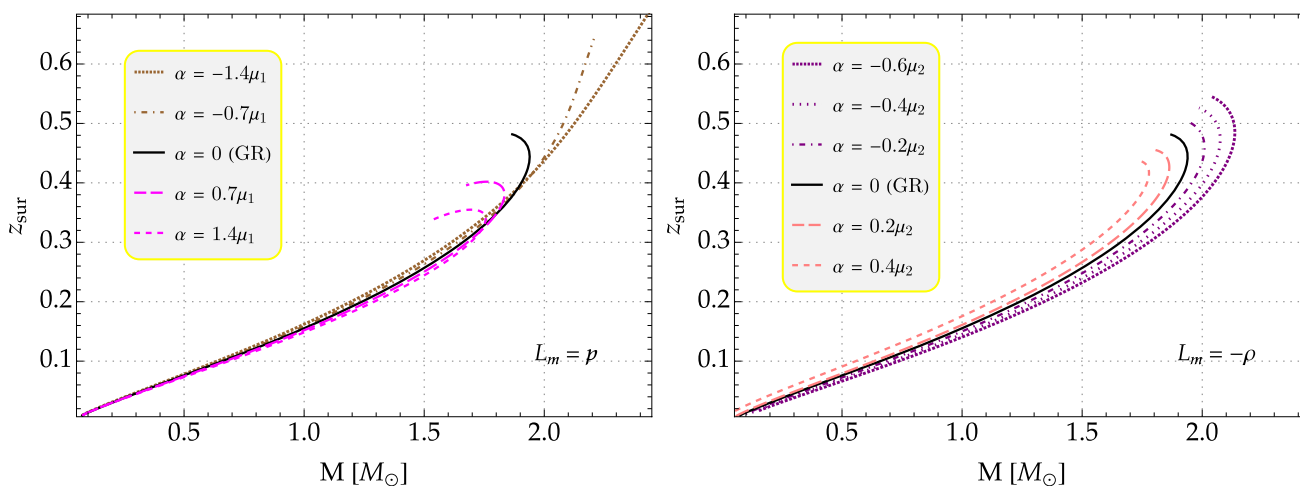 0.6
0.5
0.4
0.3
0.2
0.1
z_sur
α = −1.4μ₁
α = −0.7μ₁
α = 0 (GR)
α = 0.7μ₁
α = 1.4μ₁
L_m = p
0.5 1.0 1.5 2.0
M [M_⊙]
0.6
0.5
0.4
0.3
0.2
0.1
z_sur
α = −0.6μ₂
α = −0.4μ₂
α = −0.2μ₂
α = 0 (GR)
α = 0.2μ₂
α = 0.4μ₂
L_m = −ρ
0.5 1.0 1.5 2.0
M [M_⊙]